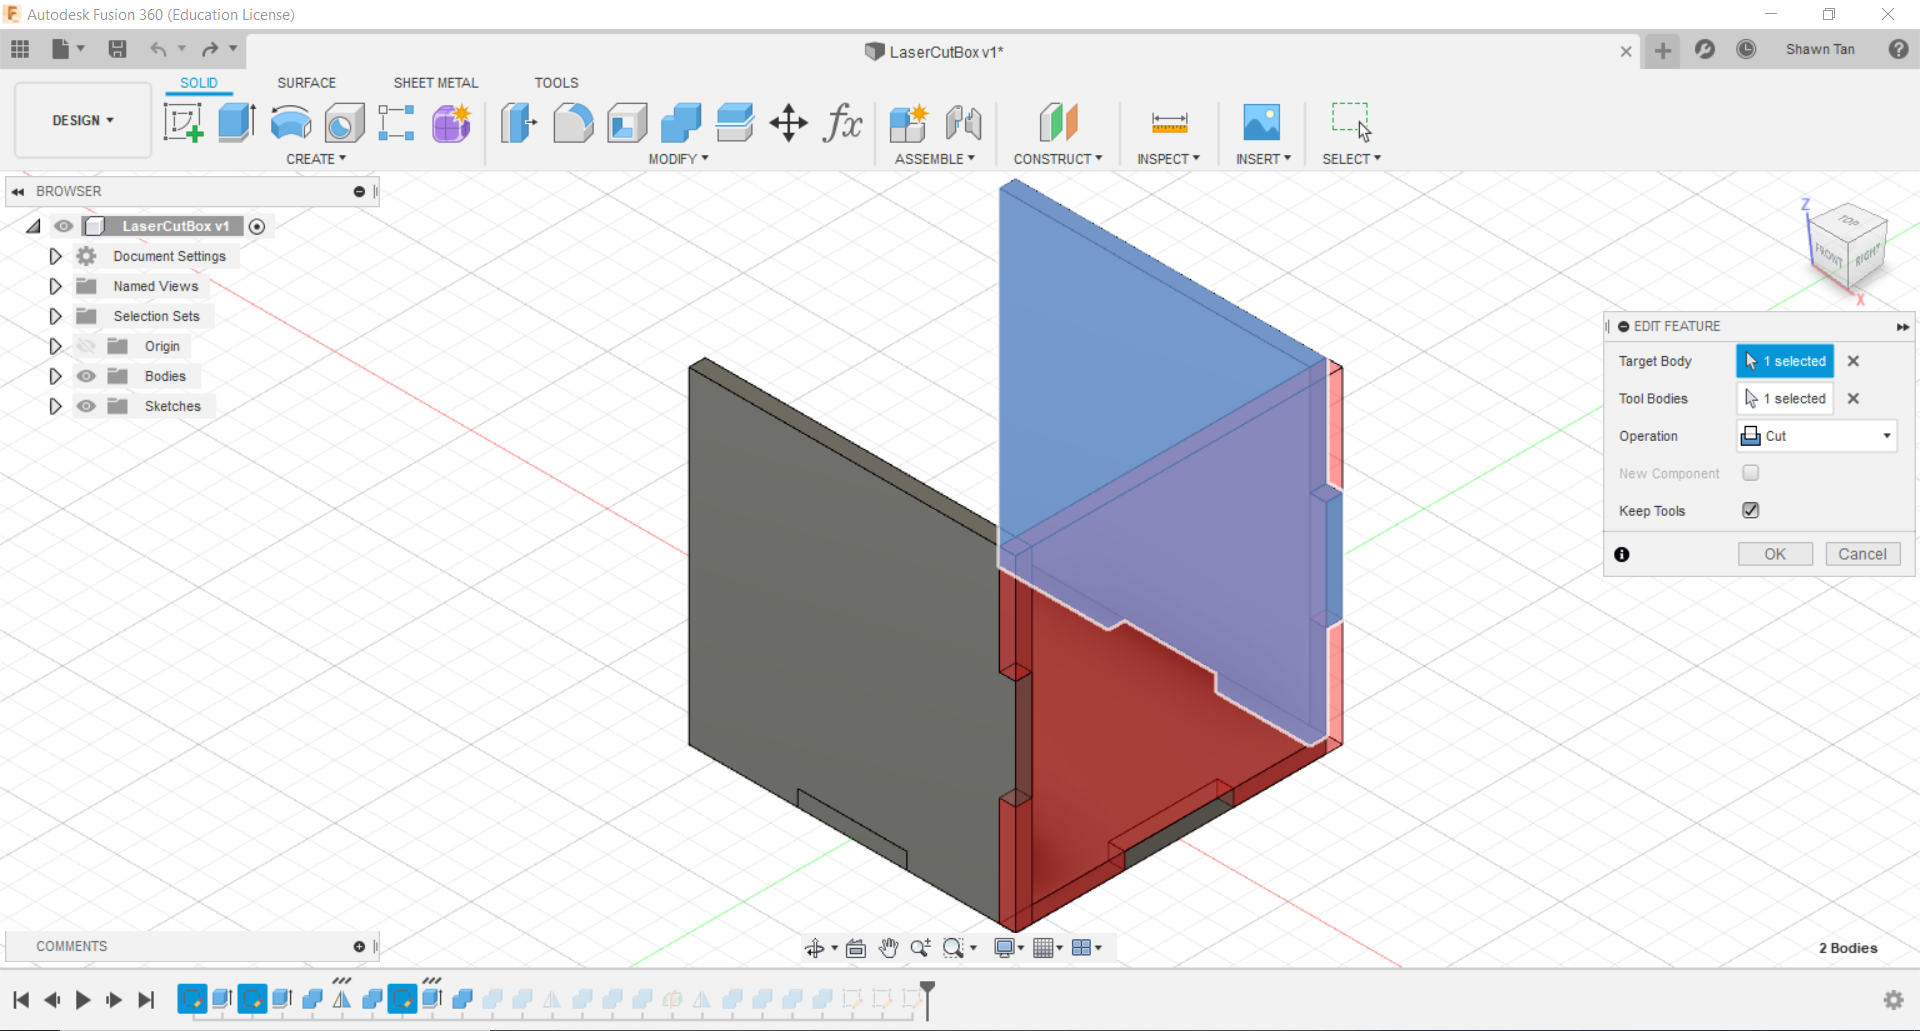 Autodesk Fusion 360 (Education License)
LaserCutBox v1*
Shawn Tan
SOLID SURFACE SHEET METAL TOOLS
DESIGN
CREATE MODIFY ASSEMBLE CONSTRUCT INSPECT INSERT SELECT
BROWSER
LaserCutBox v1
Document Settings
Named Views
Selection Sets
Origin
Bodies
Sketches
Z
TOP
FRONT
RIGHT
X
EDIT FEATURE
Target Body 1 selected
Tool Bodies 1 selected
Operation Cut
New Component
Keep Tools
OK Cancel
COMMENTS
2 Bodies